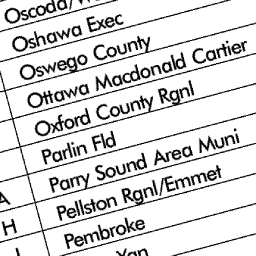 Oscoda/
Oshawa Exec
Oswego County
Ottawa Macdonald Cartier
Oxford County Rgnl
Parlin Fld
A Parry Sound Area Muni
H Pellston Rgnl/Emmet
Pembroke